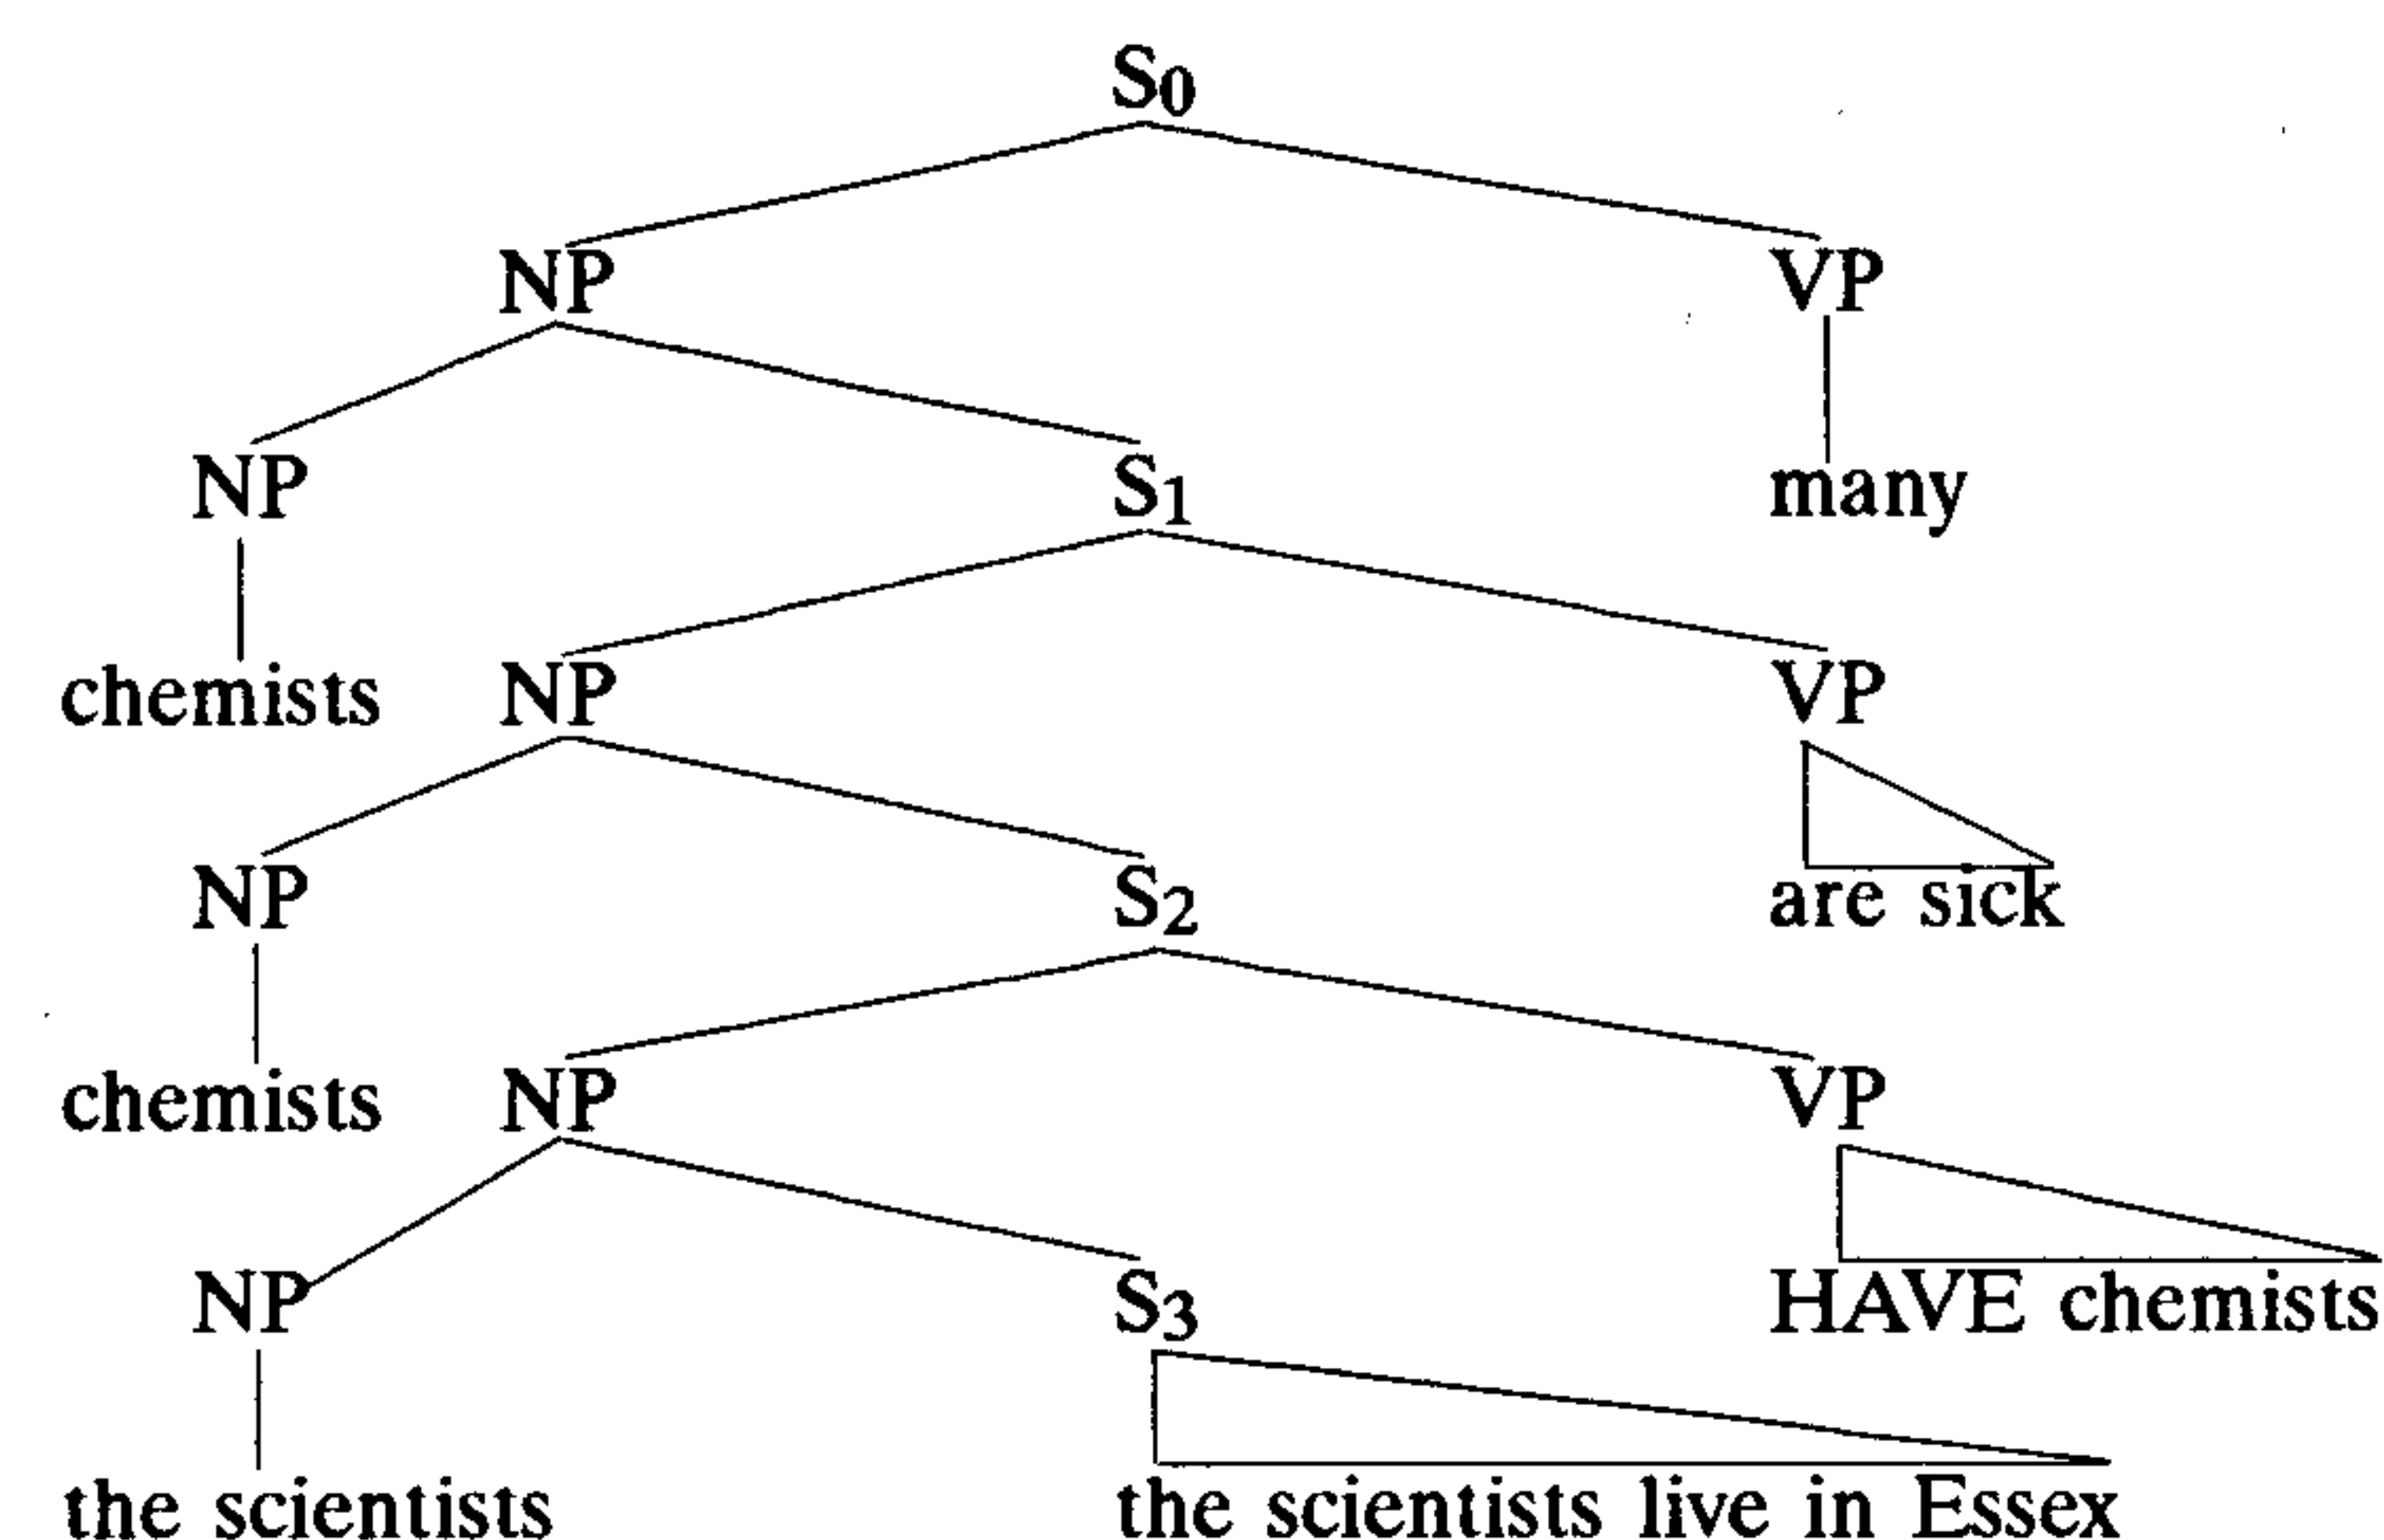 S0
NP VP
NP S1 many
chemists NP VP
NP S2 are sick
chemists NP VP
NP S3 HAVE chemists
the scientists the scientists live in Essex